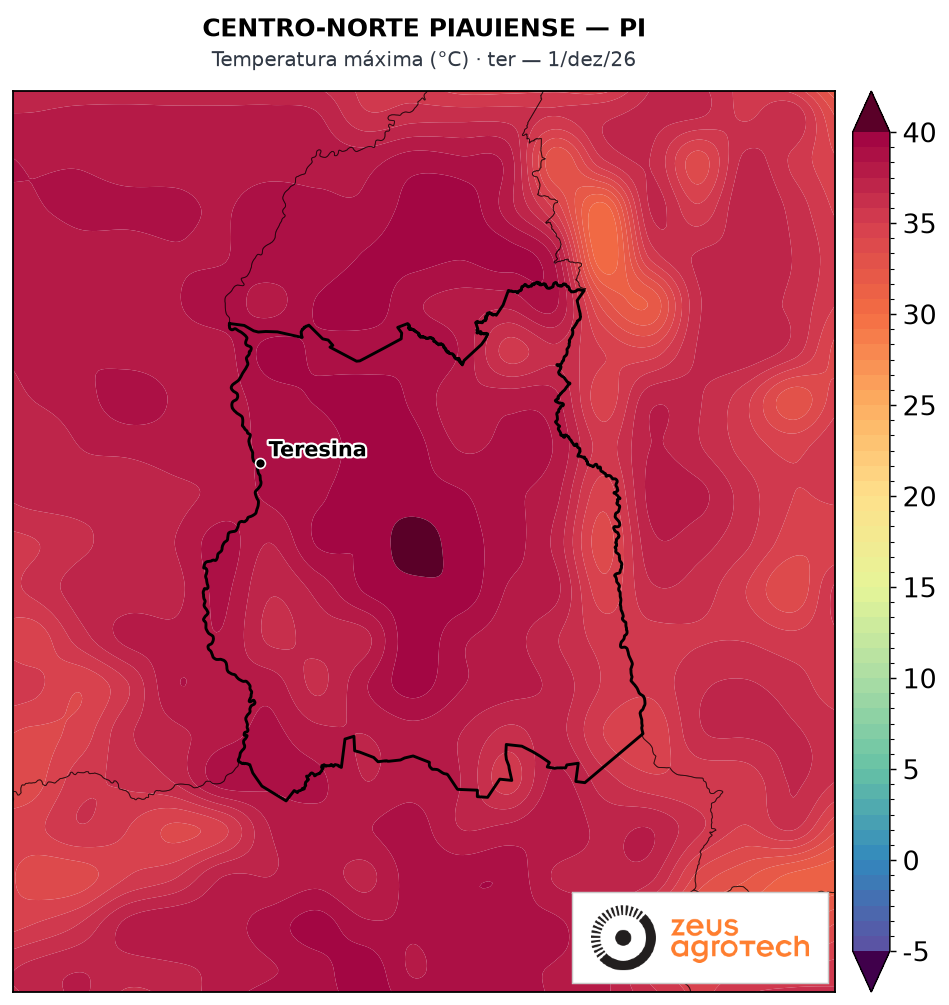 CENTRO-NORTE PIAUIENSE — PI
Temperatura máxima (°C) · ter — 1/dez/26
Teresina
40
35
30
25
20
15
10
5
0
-5
zeus
agrotech